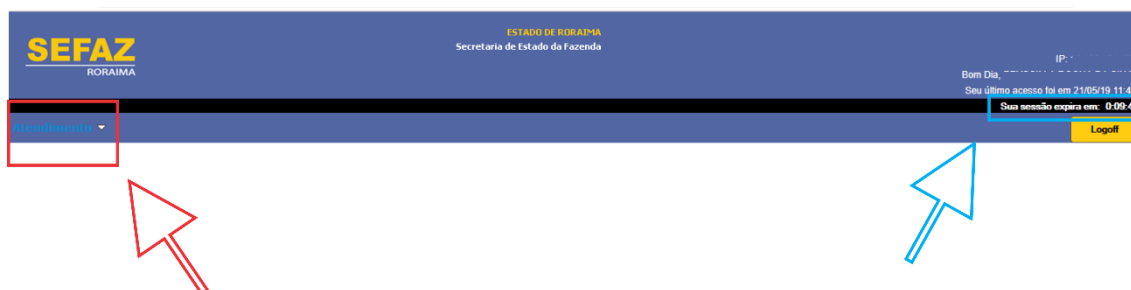 ESTADO DE RORAIMA
Secretaria de Estado da Fazenda
SEFAZ
RORAIMA
IP:
Bom Dia,
Seu último acesso foi em 21/05/19 11:4
Sua sessão expira em: 0:09:4
Atendimento
Logoff